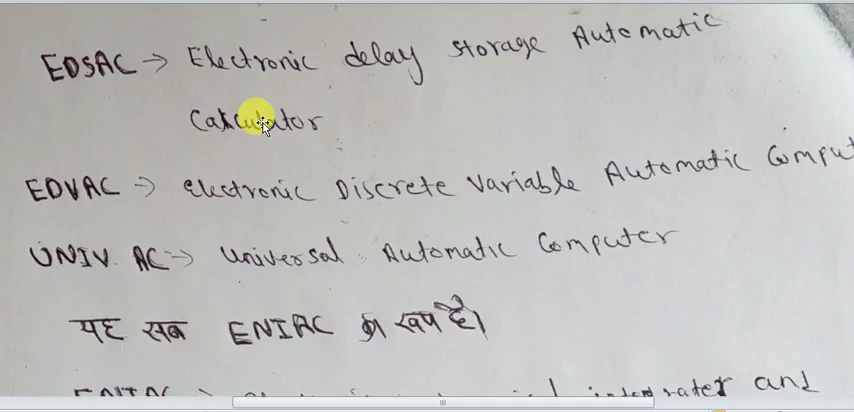 EDSAC → Electronic delay storage Automatic
Calculator
EDVAC → electronic Discrete Variable Automatic Comput
UNIV. AC → Universal Automatic Computer
यह सब ENIAC का रूप है।
and